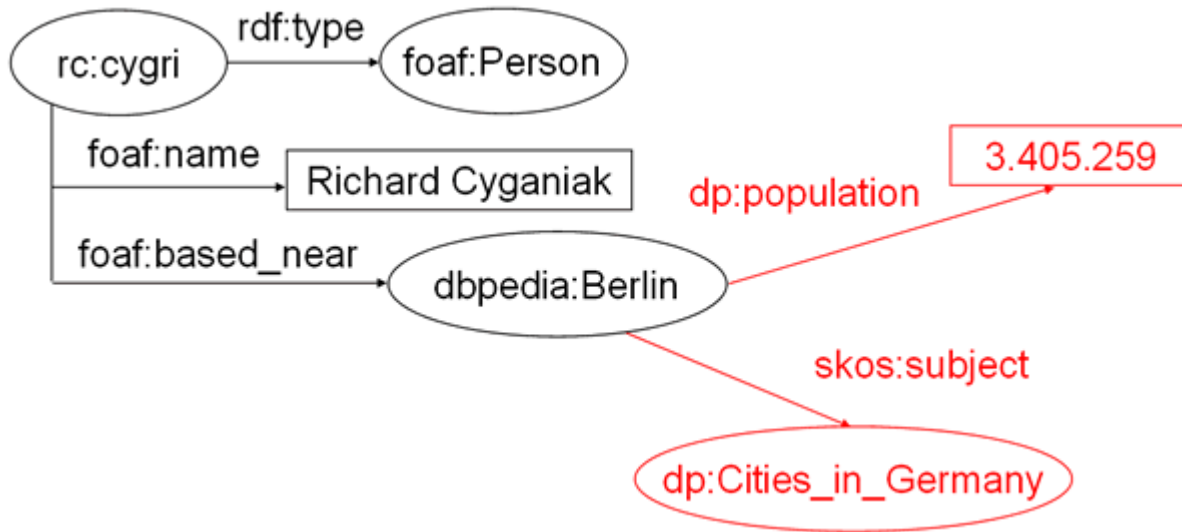 rc:cygri
rdf:type
foaf:Person
foaf:name
Richard Cyganiak
3.405.259
dp:population
foaf:based_near
dbpedia:Berlin
skos:subject
dp:Cities_in_Germany